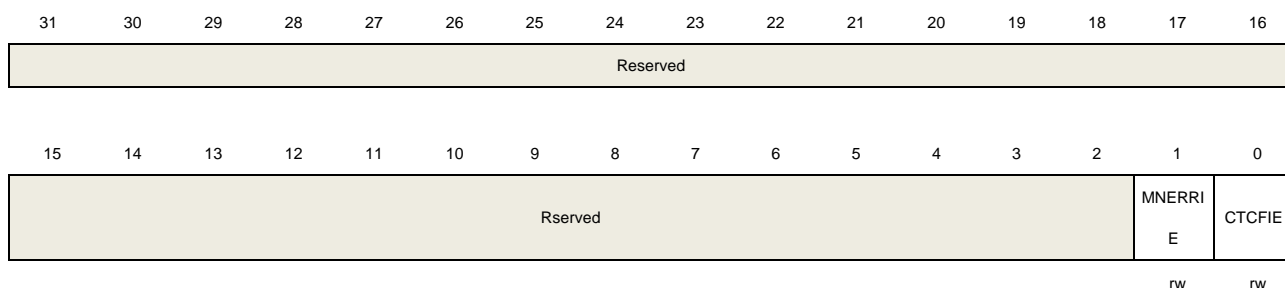 31 30 29 28 27 26 25 24 23 22 21 20 19 18 17 16
Reserved
15 14 13 12 11 10 9 8 7 6 5 4 3 2 1 0
Rserved
MNERRI
E
CTCFIE
rw rw